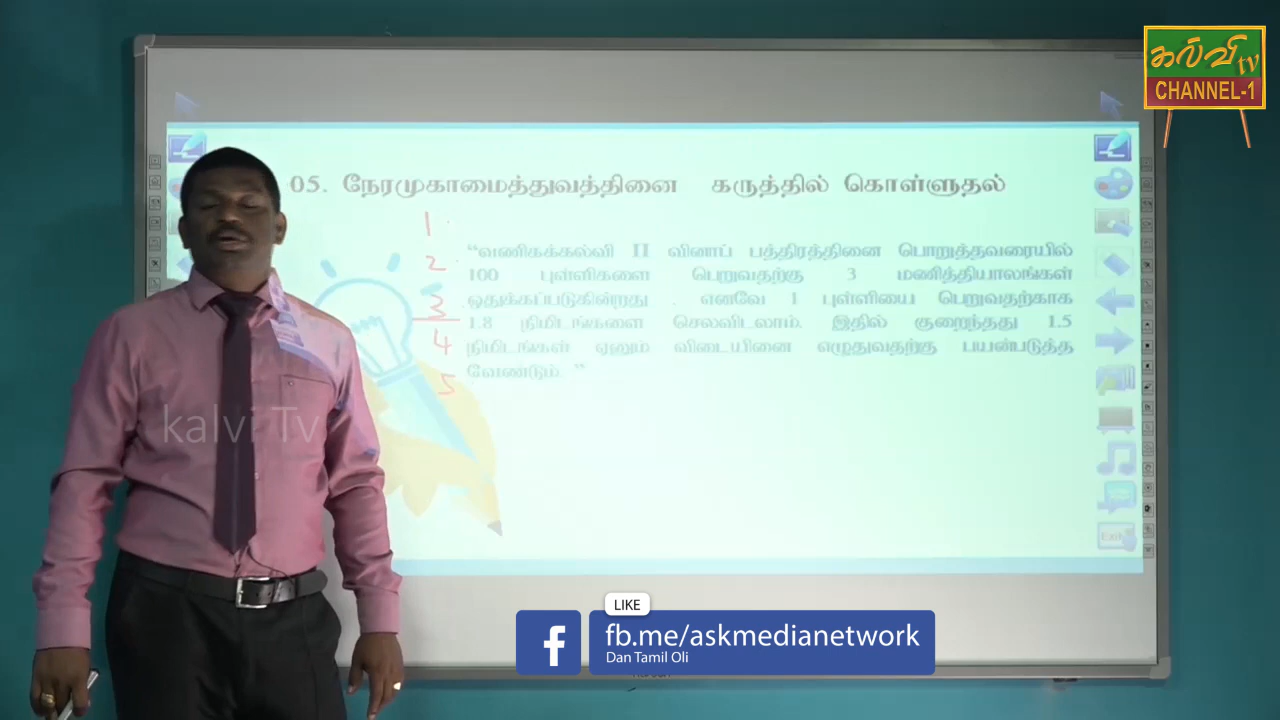 கல்வி tv
CHANNEL-1
05. நேரமுகாமைத்துவத்தினை கருத்தில் கொள்ளுதல்
1
2
3
4
5
“வணிகக்கல்வி II வினாப் பத்திரத்தினை பொறுத்தவரையில்
100 புள்ளிகளை பெறுவதற்கு 3 மணித்தியாலங்கள்
ஒதுக்கப்படுகின்றது . எனவே 1 புள்ளியை பெறுவதற்காக
1.8 நிமிடங்களை செலவிடலாம். இதில் குறைந்தது 1.5
நிமிடங்கள் ஏனும் விடையினை எழுதுவதற்கு பயன்படுத்த
வேண்டும் ”
kalvi Tv
LIKE
f
fb.me/askmedianetwork
Dan Tamil Oli